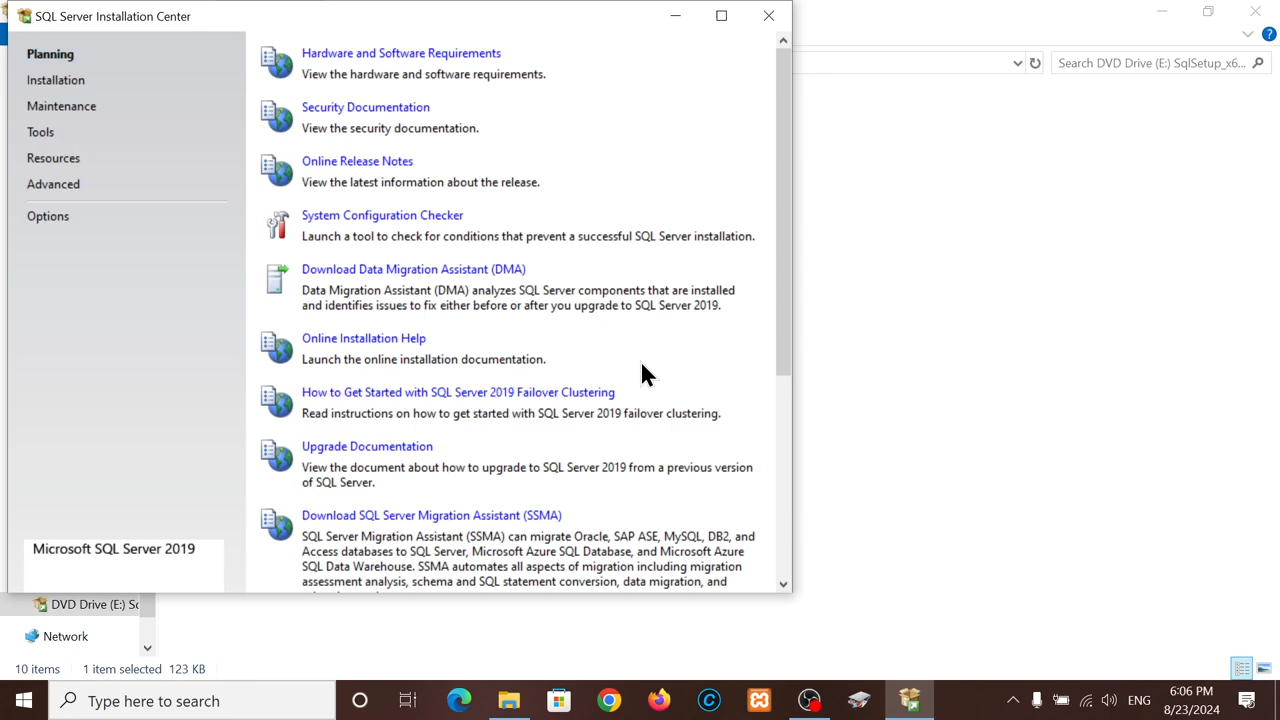 SQL Server Installation Center
Search DVD Drive (E:) SqlSetup_x6...
Planning
Installation
Maintenance
Tools
Resources
Advanced
Options
Microsoft SQL Server 2019
Hardware and Software Requirements
View the hardware and software requirements.
Security Documentation
View the security documentation.
Online Release Notes
View the latest information about the release.
System Configuration Checker
Launch a tool to check for conditions that prevent a successful SQL Server installation.
Download Data Migration Assistant (DMA)
Data Migration Assistant (DMA) analyzes SQL Server components that are installed
and identifies issues to fix either before or after you upgrade to SQL Server 2019.
Online Installation Help
Launch the online installation documentation.
How to Get Started with SQL Server 2019 Failover Clustering
Read instructions on how to get started with SQL Server 2019 failover clustering.
Upgrade Documentation
View the document about how to upgrade to SQL Server 2019 from a previous version
of SQL Server.
Download SQL Server Migration Assistant (SSMA)
SQL Server Migration Assistant (SSMA) can migrate Oracle, SAP ASE, MySQL, DB2, and
Access databases to SQL Server, Microsoft Azure SQL Database, and Microsoft Azure
SQL Data Warehouse. SSMA automates all aspects of migration including migration
assessment analysis, schema and SQL statement conversion, data migration, and
DVD Drive (E:) Sq
Network
10 items 1 item selected 123 KB
Type here to search
ENG
6:06 PM
8/23/2024